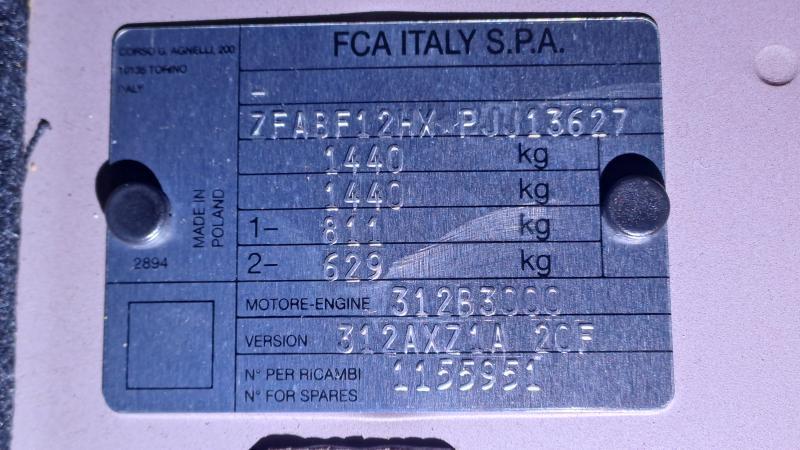 FCA ITALY S.P.A.
CORSO G. AGNELLI, 200
10135 TORINO
ITALY
–
ZFABF12HX PJJ13627
1440 kg
1440 kg
1– 811 kg
2– 629 kg
MADE IN
POLAND
2894
MOTORE-ENGINE 312B3000
VERSION 312AXZ1A 20F
N° PER RICAMBI
N° FOR SPARES 1155951